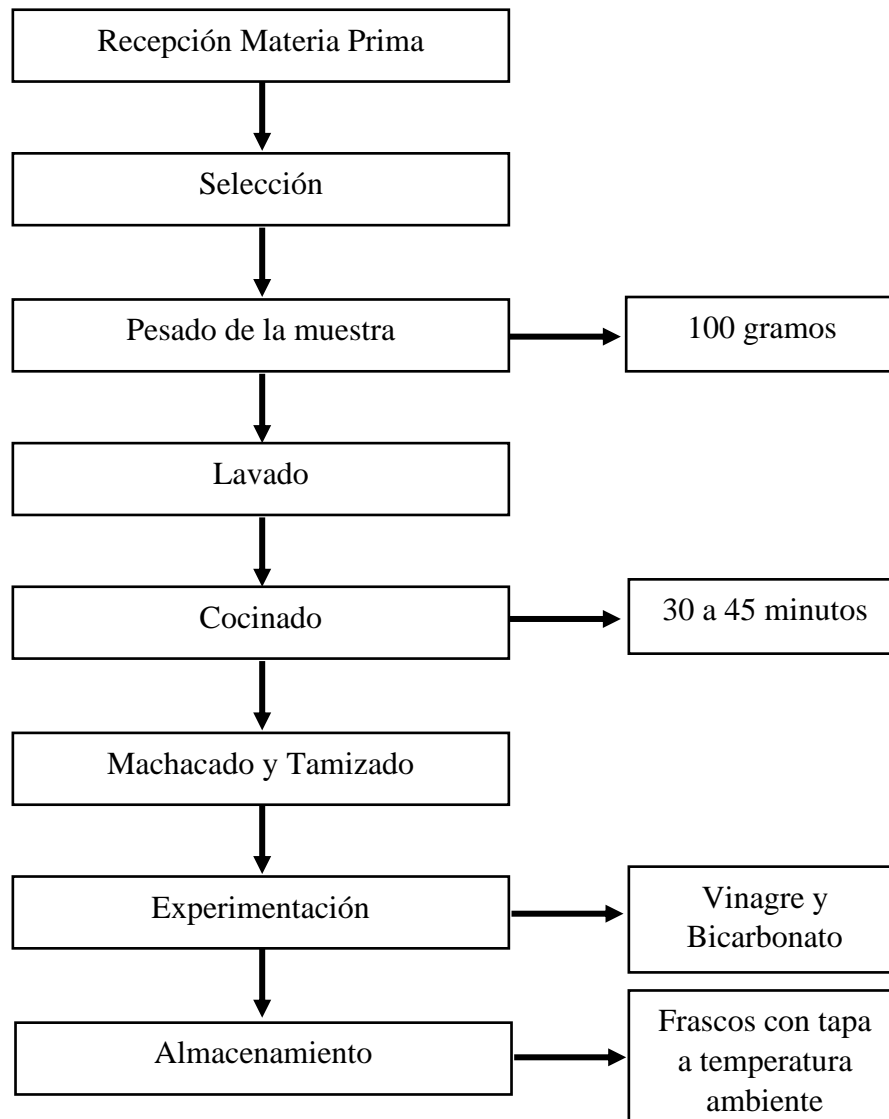 Recepción Materia Prima
Selección
Pesado de la muestra
100 gramos
Lavado
Cocinado
30 a 45 minutos
Machacado y Tamizado
Experimentación
Vinagre y
Bicarbonato
Almacenamiento
Frascos con tapa
a temperatura
ambiente